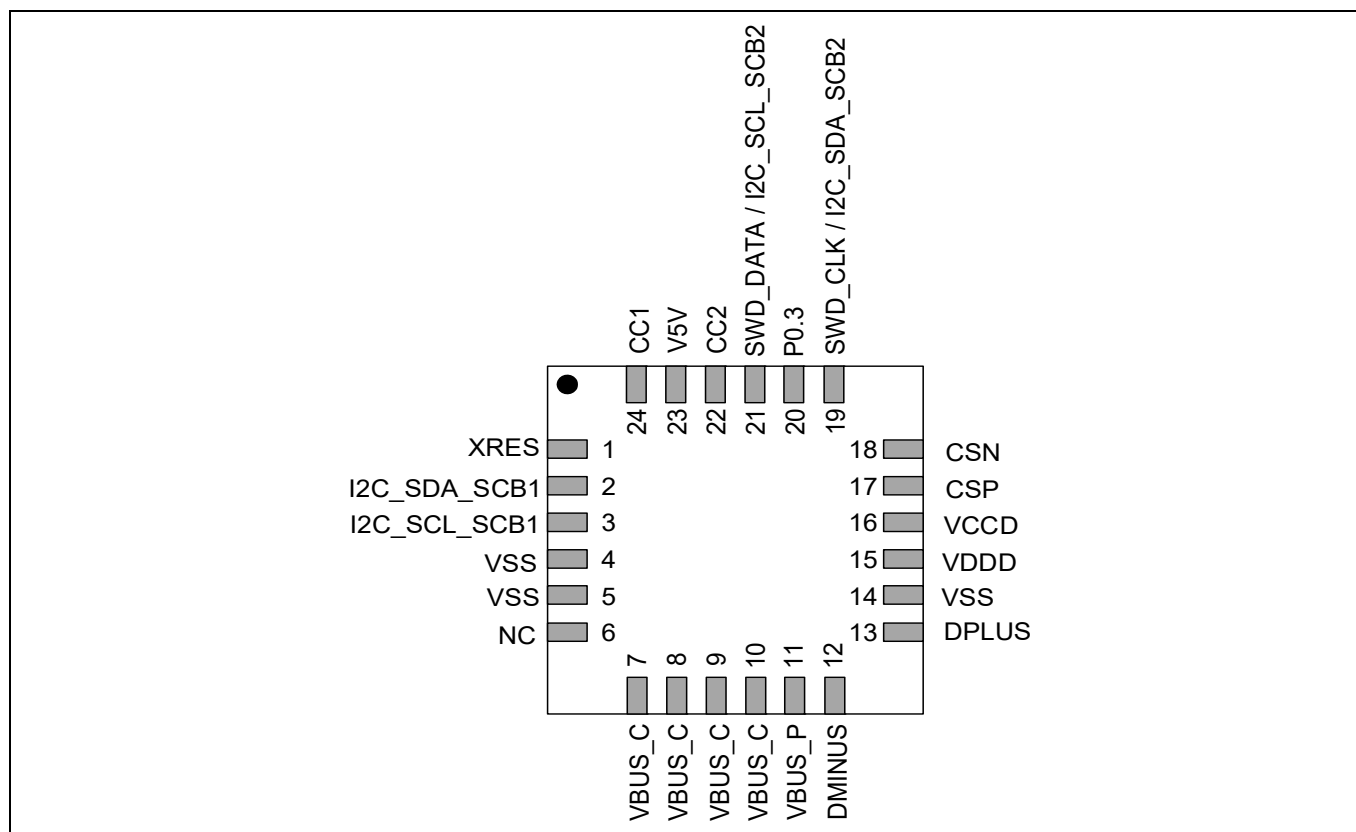 SWD_DATA / I2C_SCL_SCB2
SWD_CLK / I2C_SDA_SCB2
CC1
V5V
CC2
P0.3
24
23
22
21
20
19
XRES 1
18 CSN
I2C_SDA_SCB1 2
17 CSP
I2C_SCL_SCB1 3
16 VCCD
VSS 4
15 VDDD
VSS 5
14 VSS
NC 6
13 DPLUS
7
8
9
10
11
12
VBUS_C
VBUS_C
VBUS_C
VBUS_C
VBUS_P
DMINUS